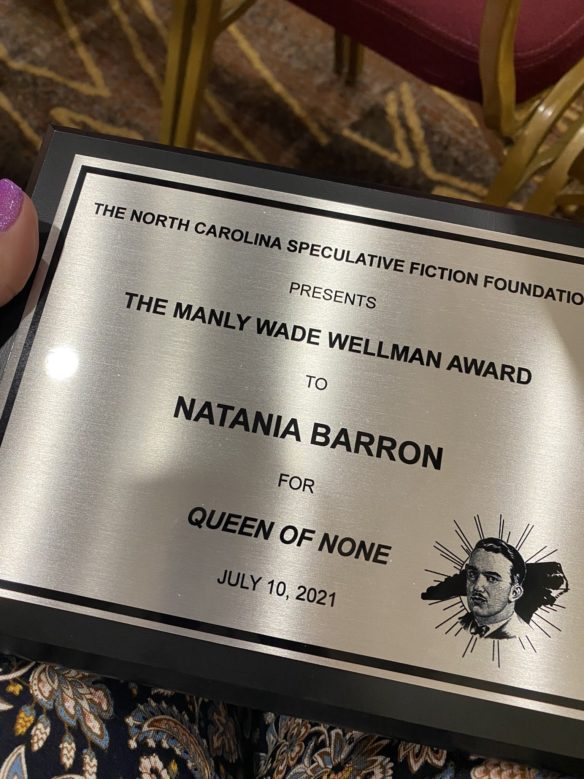 THE NORTH CAROLINA SPECULATIVE FICTION FOUNDATIO
PRESENTS
THE MANLY WADE WELLMAN AWARD
TO
NATANIA BARRON
FOR
QUEEN OF NONE
JULY 10, 2021